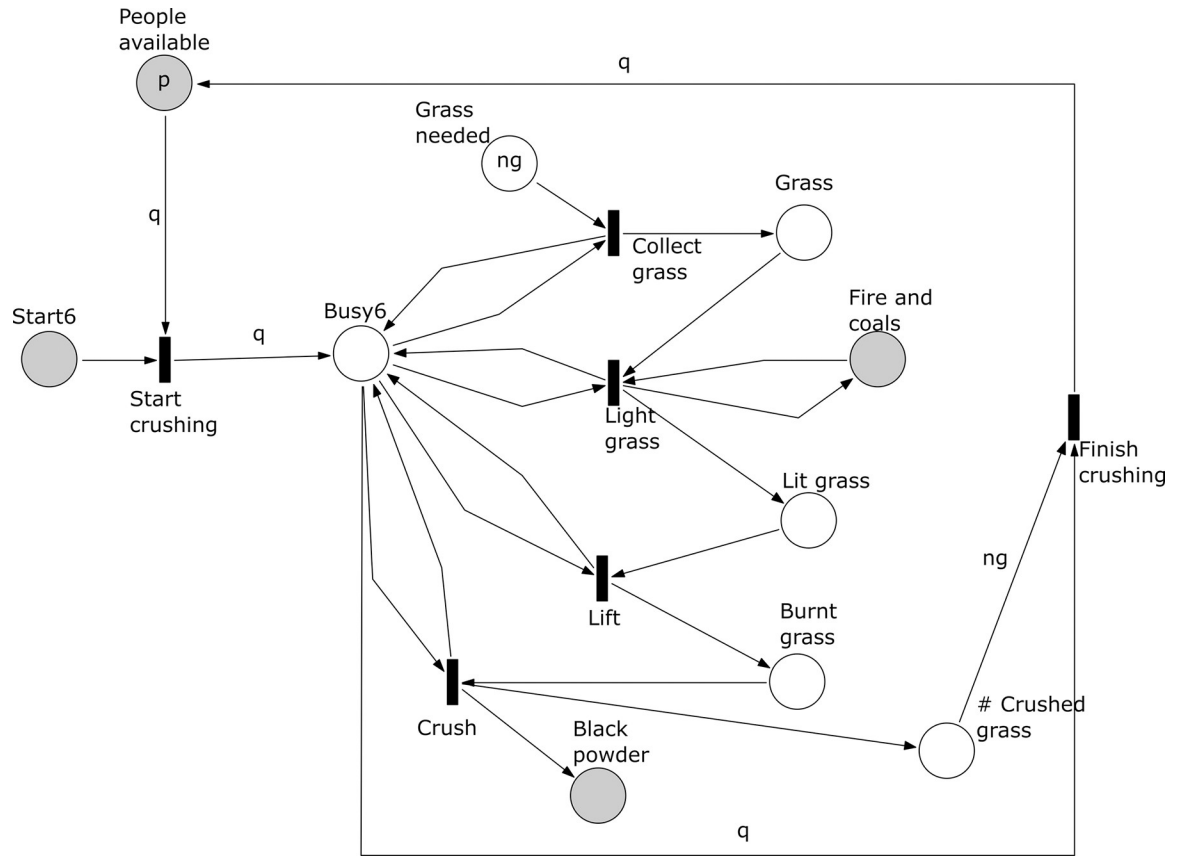 People
available
p
q
Grass
needed
ng
Grass
q
Collect
grass
Fire and
coals
Start6
Busy6
q
Start
crushing
Light
grass
Finish
crushing
Lit grass
ng
Lift
Burnt
grass
# Crushed
grass
Crush
Black
powder
q